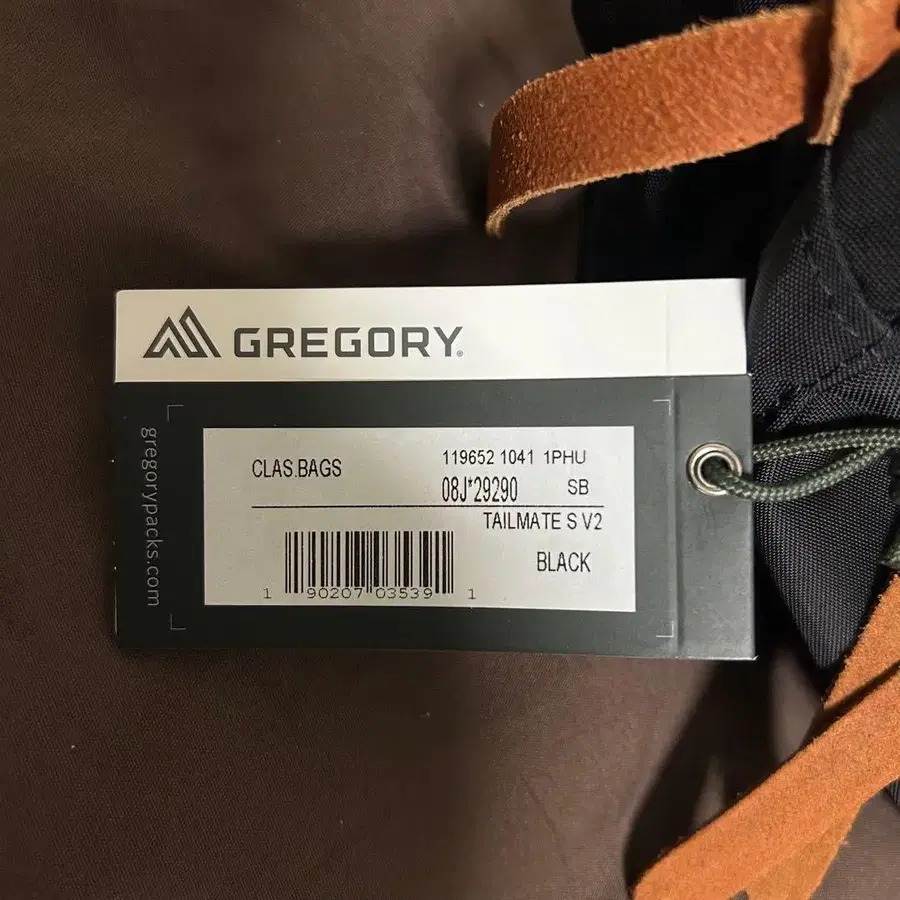 GREGORY
gregorypacks.com
CLAS.BAGS 119652 1041 1PHU
08J*29290 SB
TAILMATE S V2
BLACK
1 90207 03539 1